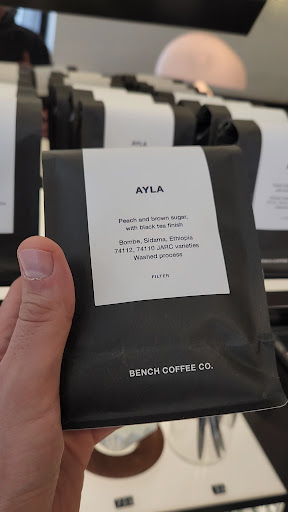 AYLA
Peach and brown sugar,
with black tea finish
Bombe, Sidama, Ethiopia
74112, 74110 JARC varieties
Washed process
FILTER
BENCH COFFEE CO.
AYLA